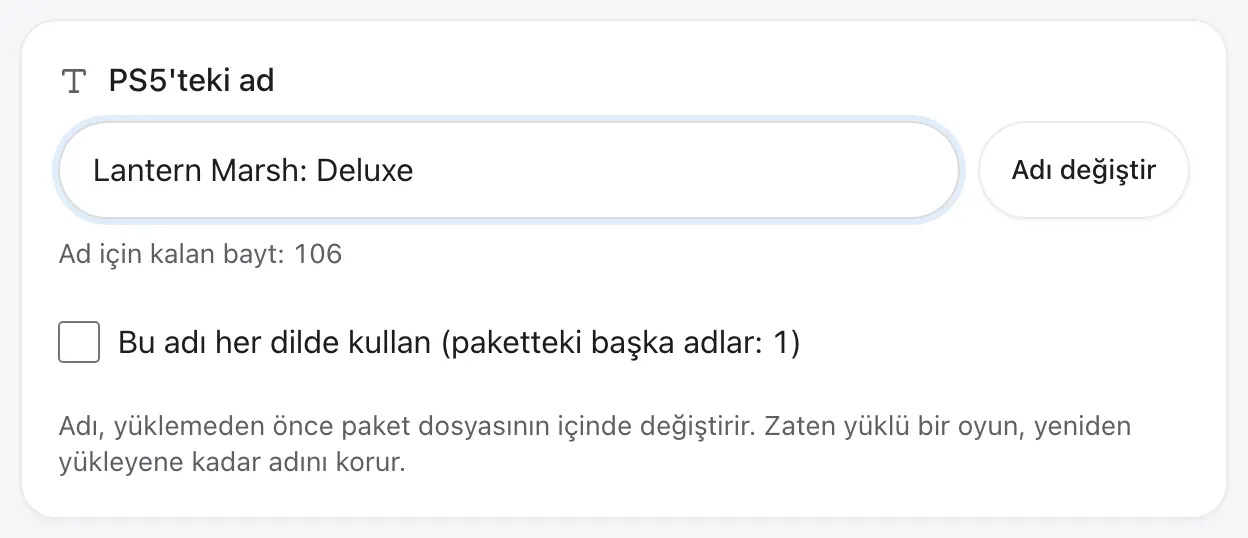 PS5'teki ad
Lantern Marsh: Deluxe
Adı değiştir
Ad için kalan bayt: 106
Bu adı her dilde kullan (paketteki başka adlar: 1)
Adı, yüklemeden önce paket dosyasının içinde değiştirir. Zaten yüklü bir oyun, yeniden
yükleyene kadar adını korur.